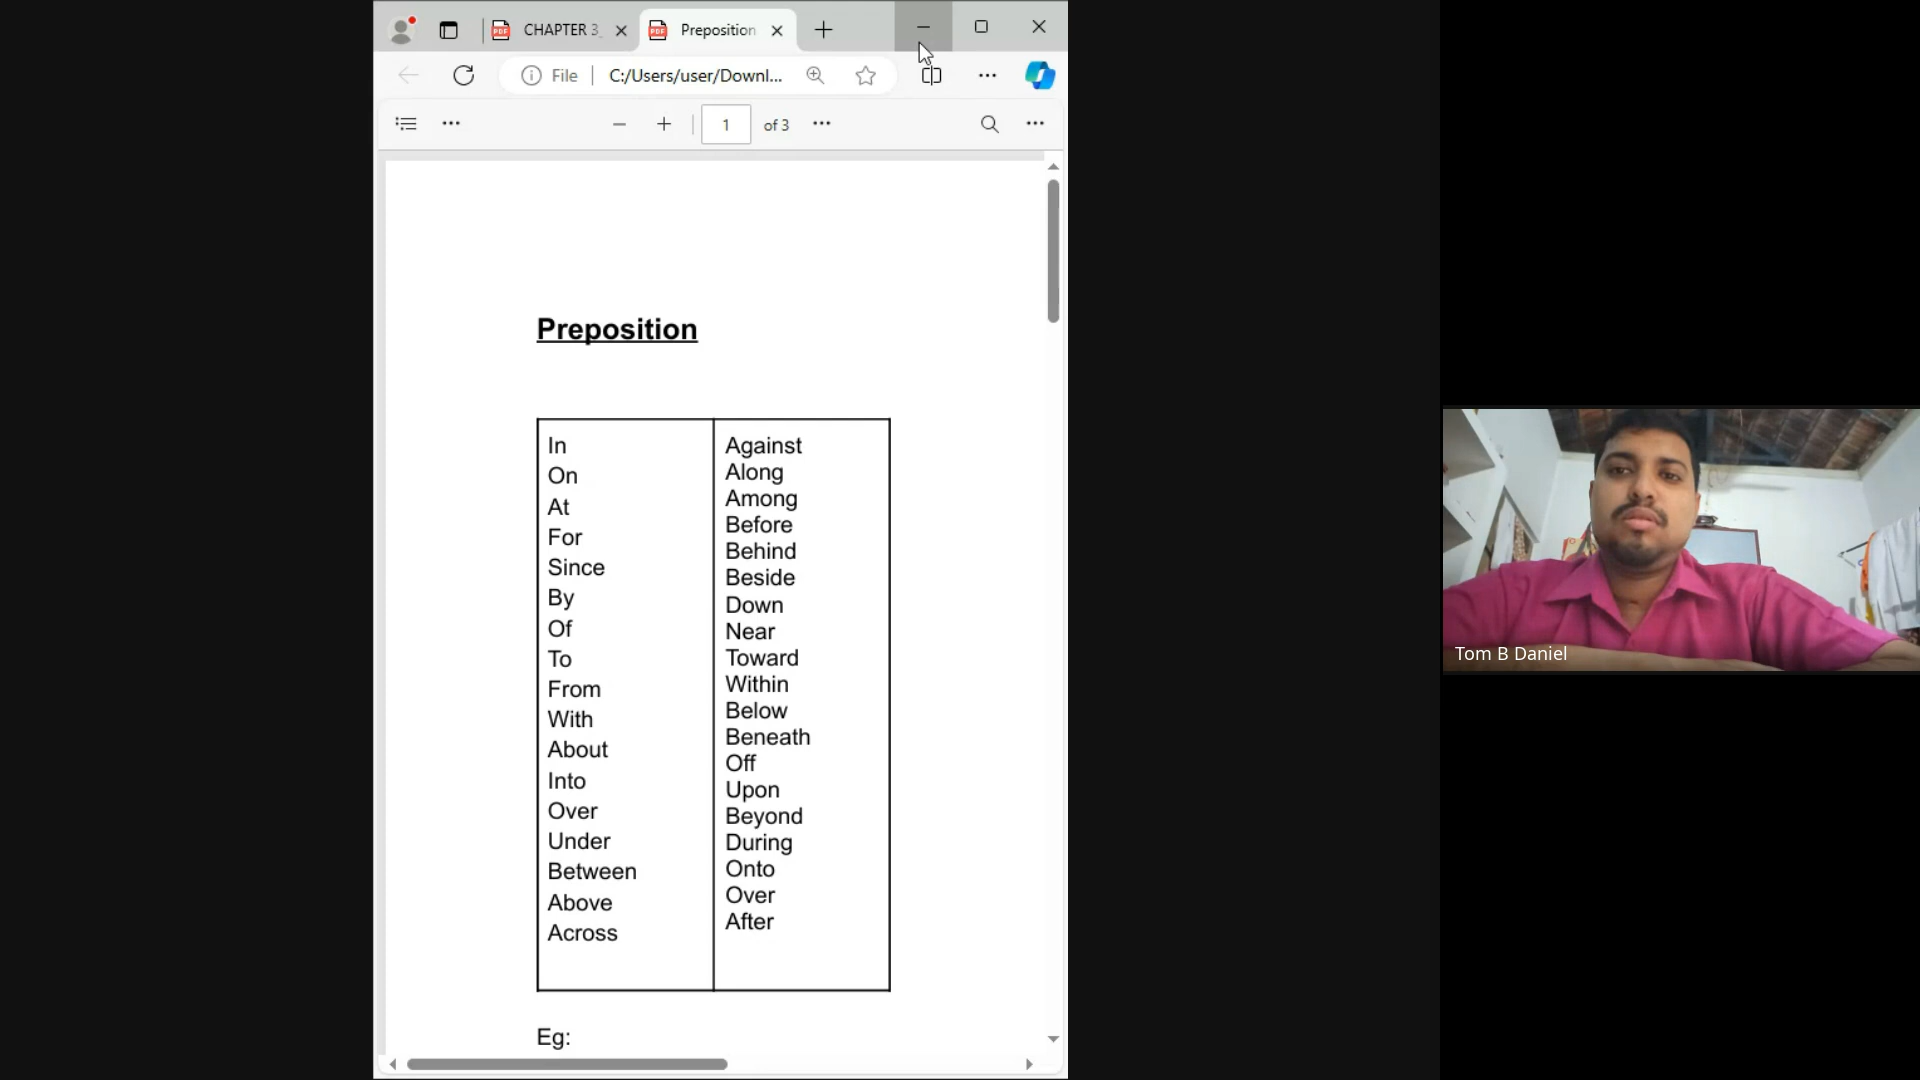 CHAPTER 3
Preposition
File
C:/Users/user/Downl...
1
of 3
Preposition
In
On
At
For
Since
By
Of
To
From
With
About
Into
Over
Under
Between
Above
Across
Against
Along
Among
Before
Behind
Beside
Down
Near
Toward
Within
Below
Beneath
Off
Upon
Beyond
During
Onto
Over
After
Eg:
Tom B Daniel